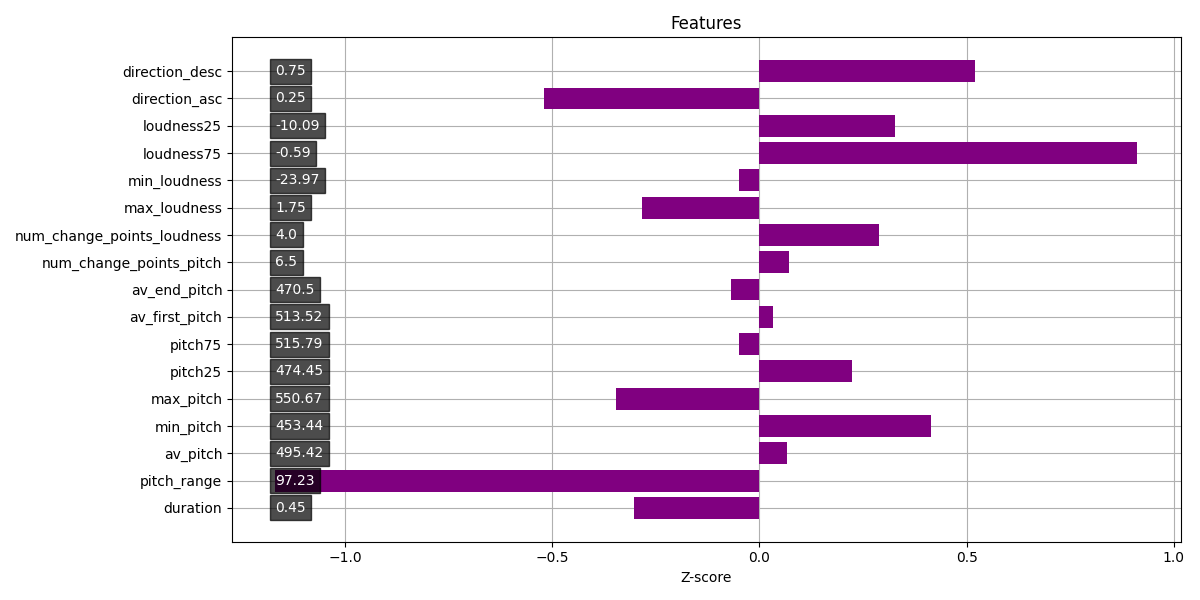 Features
direction_desc 0.75
direction_asc 0.25
loudness25 -10.09
loudness75 -0.59
min_loudness -23.97
max_loudness 1.75
num_change_points_loudness 4.0
num_change_points_pitch 6.5
av_end_pitch 470.5
av_first_pitch 513.52
pitch75 515.79
pitch25 474.45
max_pitch 550.67
min_pitch 453.44
av_pitch 495.42
pitch_range 97.23
duration 0.45
−1.0 −0.5 0.0 0.5 1.0
Z-score